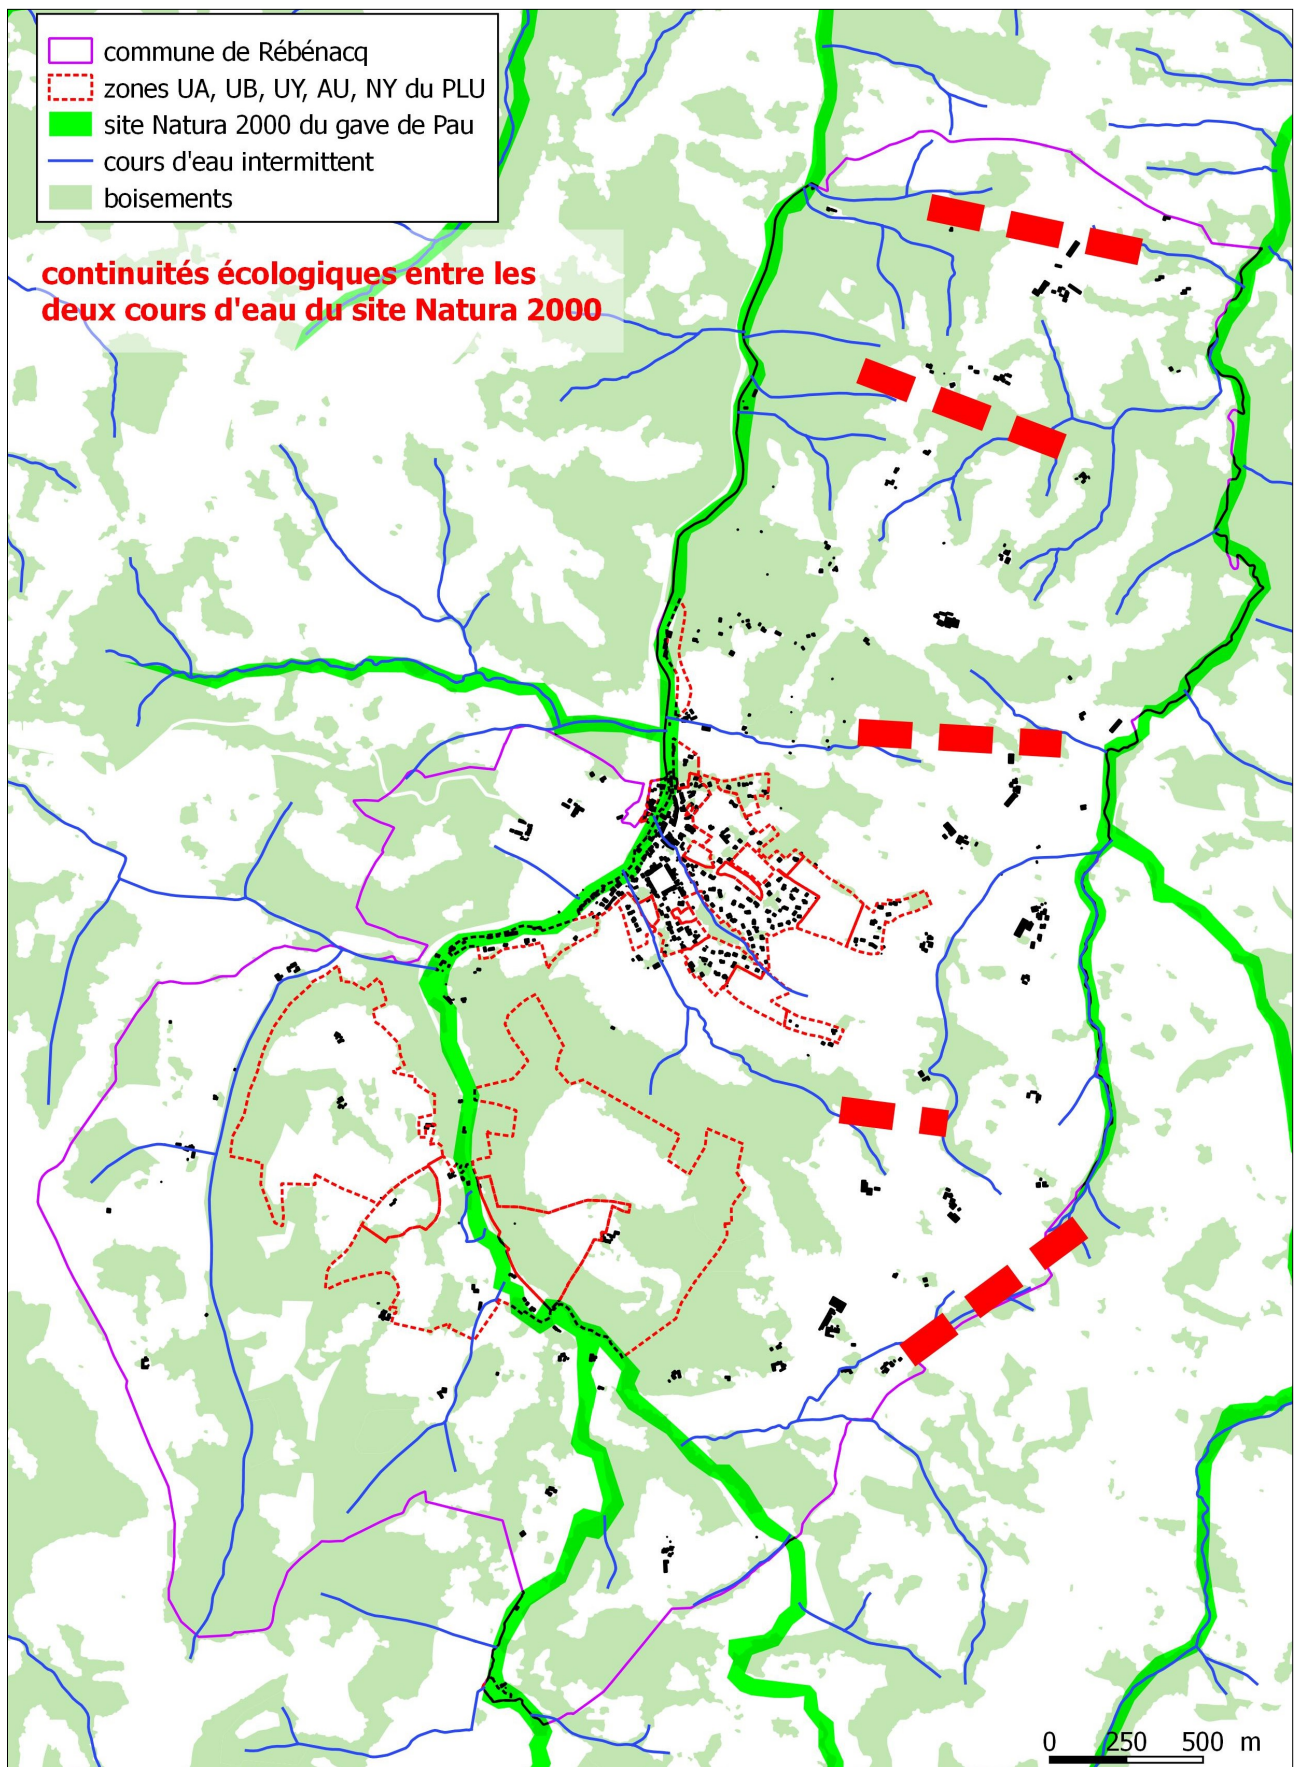 commune de Rébénacq
zones UA, UB, UY, AU, NY du PLU
site Natura 2000 du gave de Pau
cours d'eau intermittent
boisements
continuités écologiques entre les
deux cours d'eau du site Natura 2000
0 250 500 m